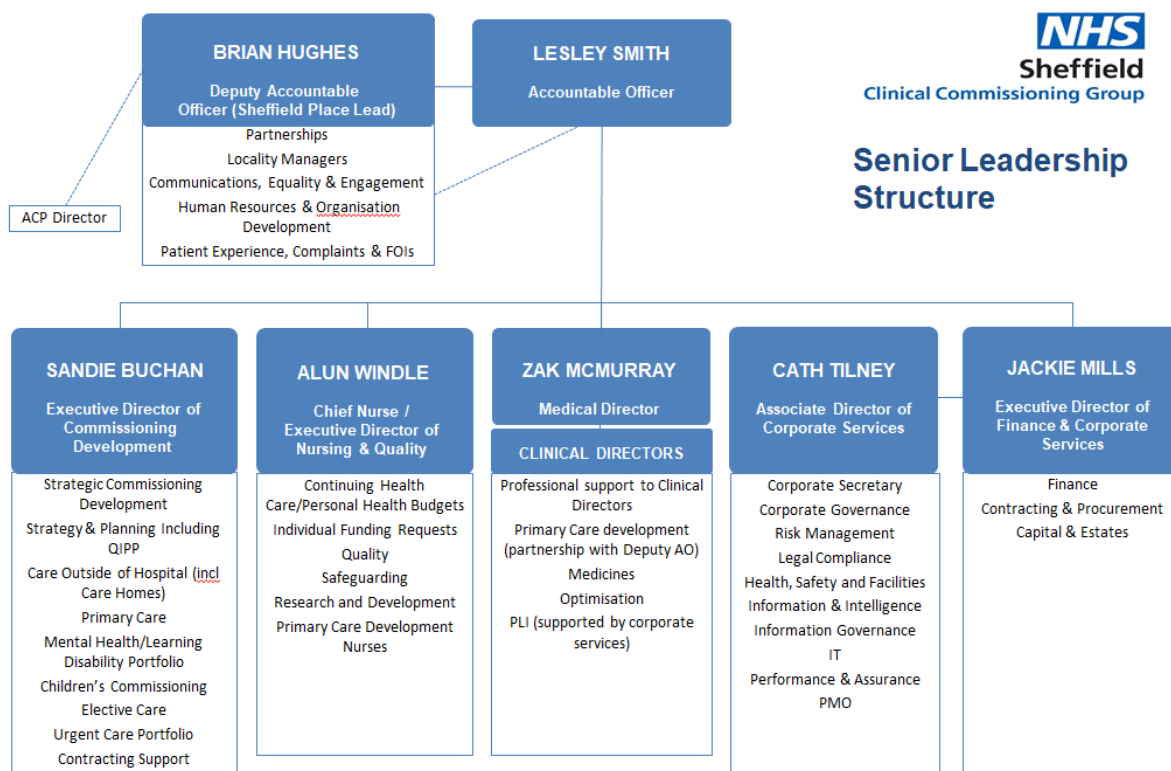 BRIAN HUGHES
Deputy Accountable
Officer (Sheffield Place Lead)
Partnerships
Locality Managers
Communications, Equality & Engagement
Human Resources & Organisation
Development
Patient Experience, Complaints & FOIs
LESLEY SMITH
Accountable Officer
NHS
Sheffield
Clinical Commissioning Group
Senior Leadership
Structure
ACP Director
SANDIE BUCHAN
Executive Director of
Commissioning
Development
Strategic Commissioning
Development
Strategy & Planning Including
QIPP
Care Outside of Hospital (incl
Care Homes)
Primary Care
Mental Health/Learning
Disability Portfolio
Children's Commissioning
Elective Care
Urgent Care Portfolio
Contracting Support
ALUN WINDLE
Chief Nurse /
Executive Director of
Nursing & Quality
Continuing Health
Care/Personal Health Budgets
Individual Funding Requests
Quality
Safeguarding
Research and Development
Primary Care Development
Nurses
ZAK MCMURRAY
Medical Director
CLINICAL DIRECTORS
Professional support to Clinical
Directors
Primary Care development
(partnership with Deputy AO)
Medicines
Optimisation
PLI (supported by corporate
services)
CATH TILNEY
Associate Director of
Corporate Services
Corporate Secretary
Corporate Governance
Risk Management
Legal Compliance
Health, Safety and Facilities
Information & Intelligence
Information Governance
IT
Performance & Assurance
PMO
JACKIE MILLS
Executive Director of
Finance & Corporate
Services
Finance
Contracting & Procurement
Capital & Estates